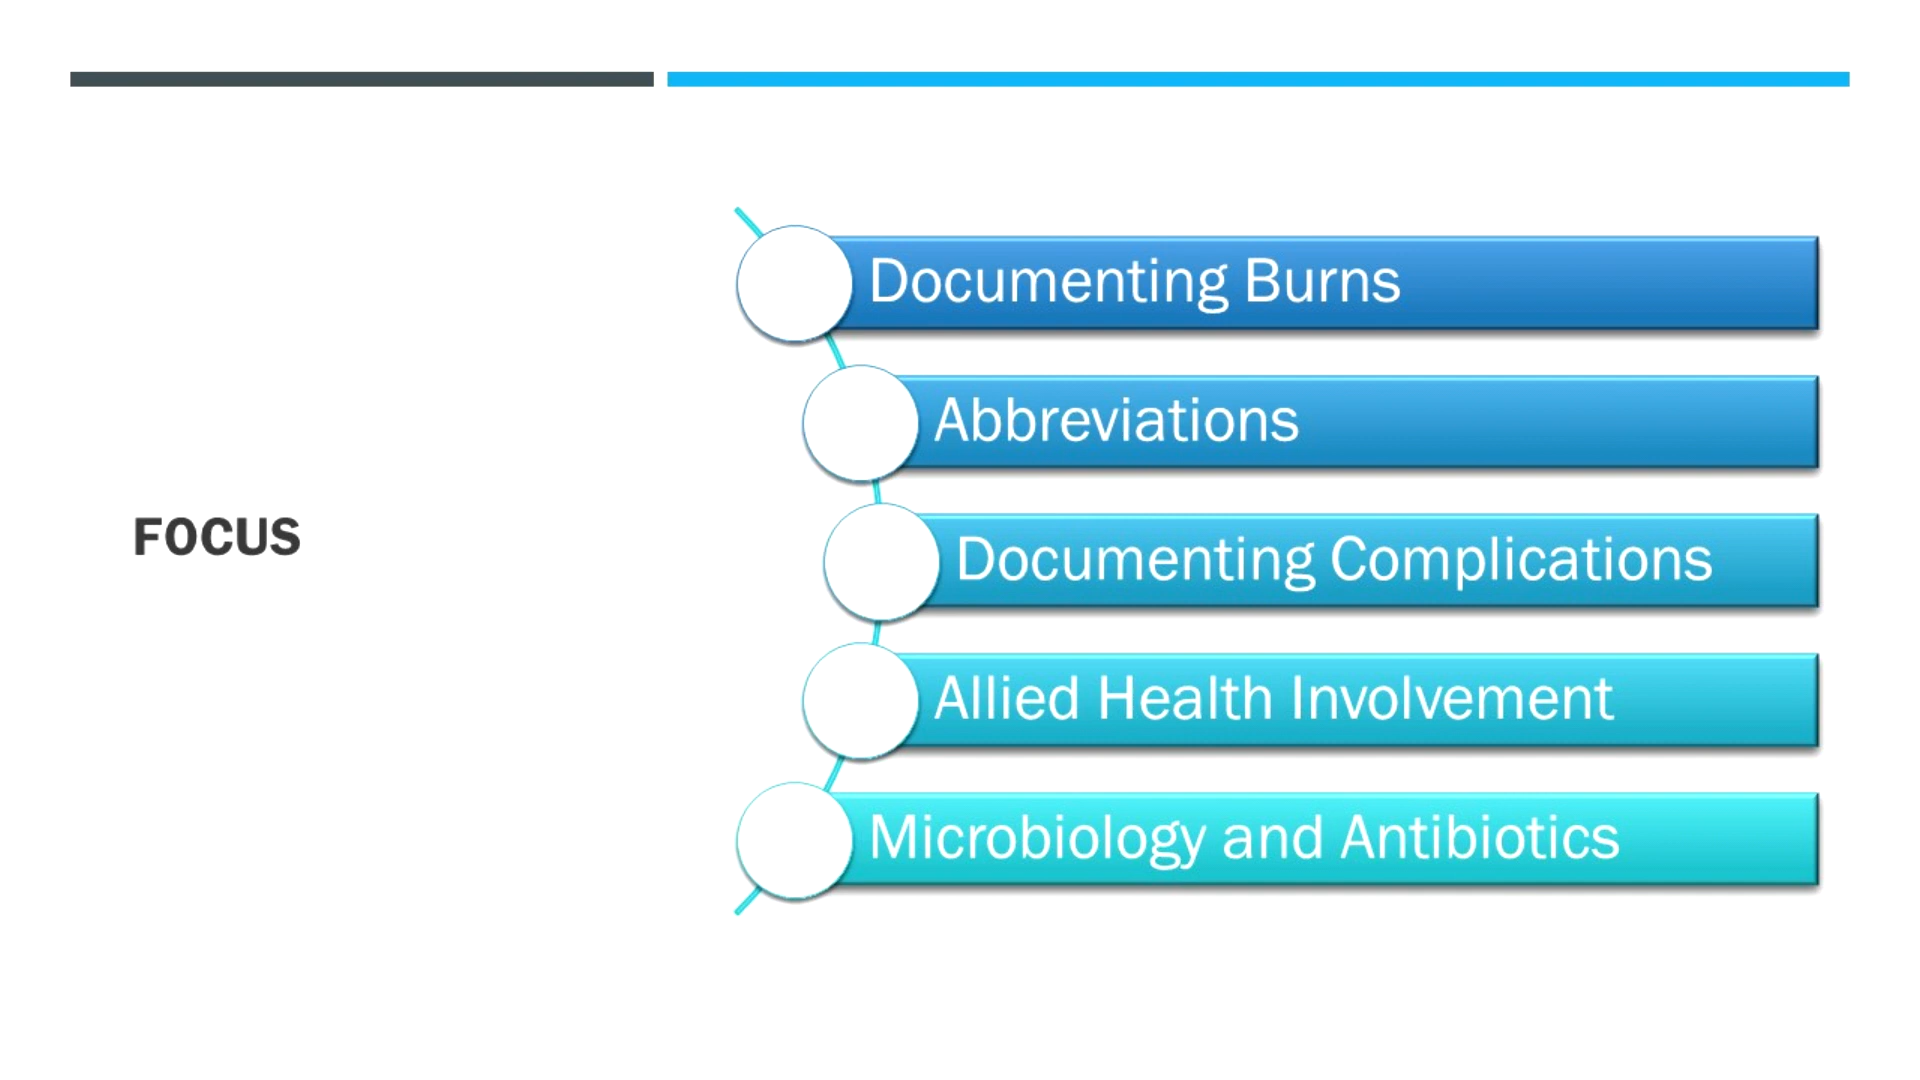 FOCUS
Documenting Burns
Abbreviations
Documenting Complications
Allied Health Involvement
Microbiology and Antibiotics